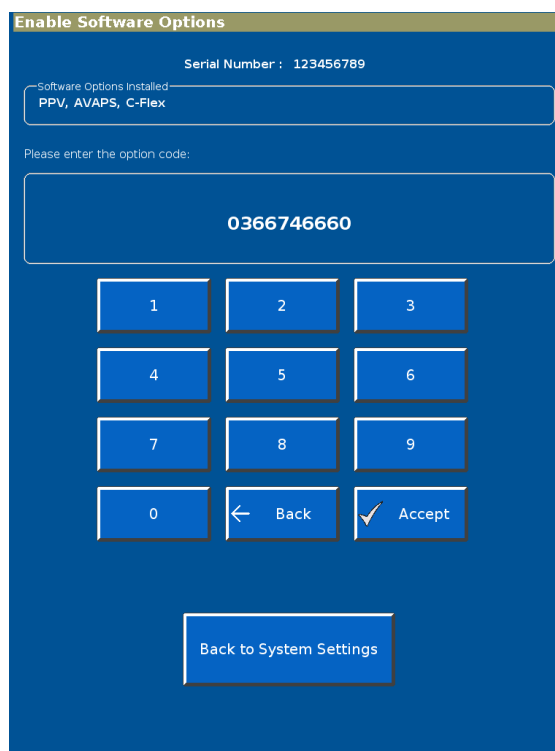 Enable Software Options
Serial Number : 123456789
Software Options Installed
PPV, AVAPS, C-Flex
Please enter the option code:
0366746660
1 2 3
4 5 6
7 8 9
0 Back Accept
Back to System Settings